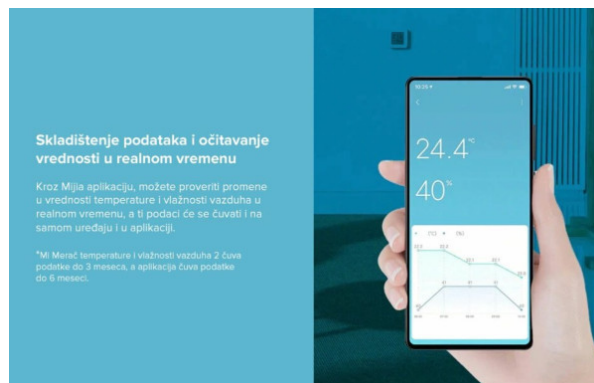 Skladištenje podataka i očitavanje
vrednosti u realnom vremenu
Kroz Mijia aplikaciju, možete proveriti promene
u vrednosti temperature i vlažnosti vazduha u
realnom vremenu, a ti podaci će se čuvati i na
samom uređaju i u aplikaciji.
*Mi Merač temperature i vlažnosti vazduha 2 čuva
podatke do 3 meseca, a aplikacija čuva podatke
do 6 meseci.
24.4°C
40%